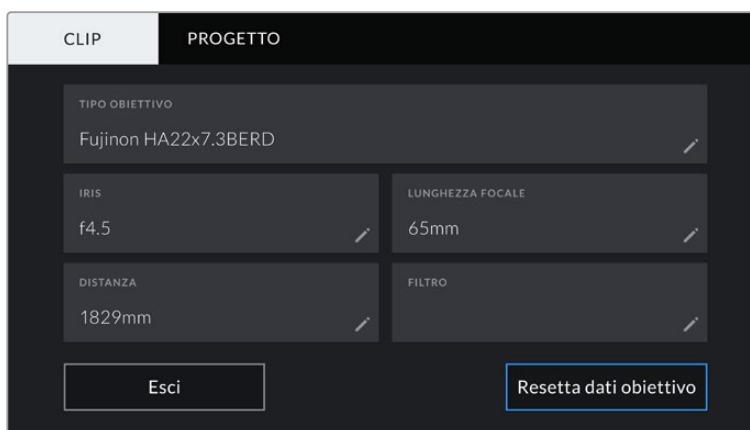 CLIP PROGETTO
TIPO OBIETTIVO
Fujinon HA22x7.3BERD
IRIS LUNGHEZZA FOCALE
f4.5 65mm
DISTANZA FILTRO
1829mm
Esci Resetta dati obiettivo